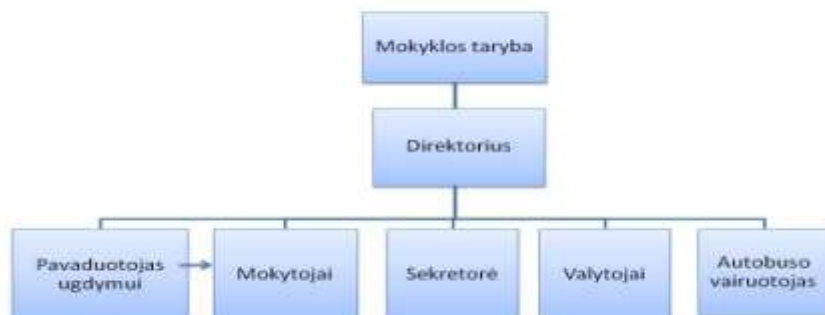 Mokyklos taryba
Direktorius
Pavaduotojas
ugdymui
Mokytojai
Sekretorė
Valytojai
Autobuso
vairuotojas